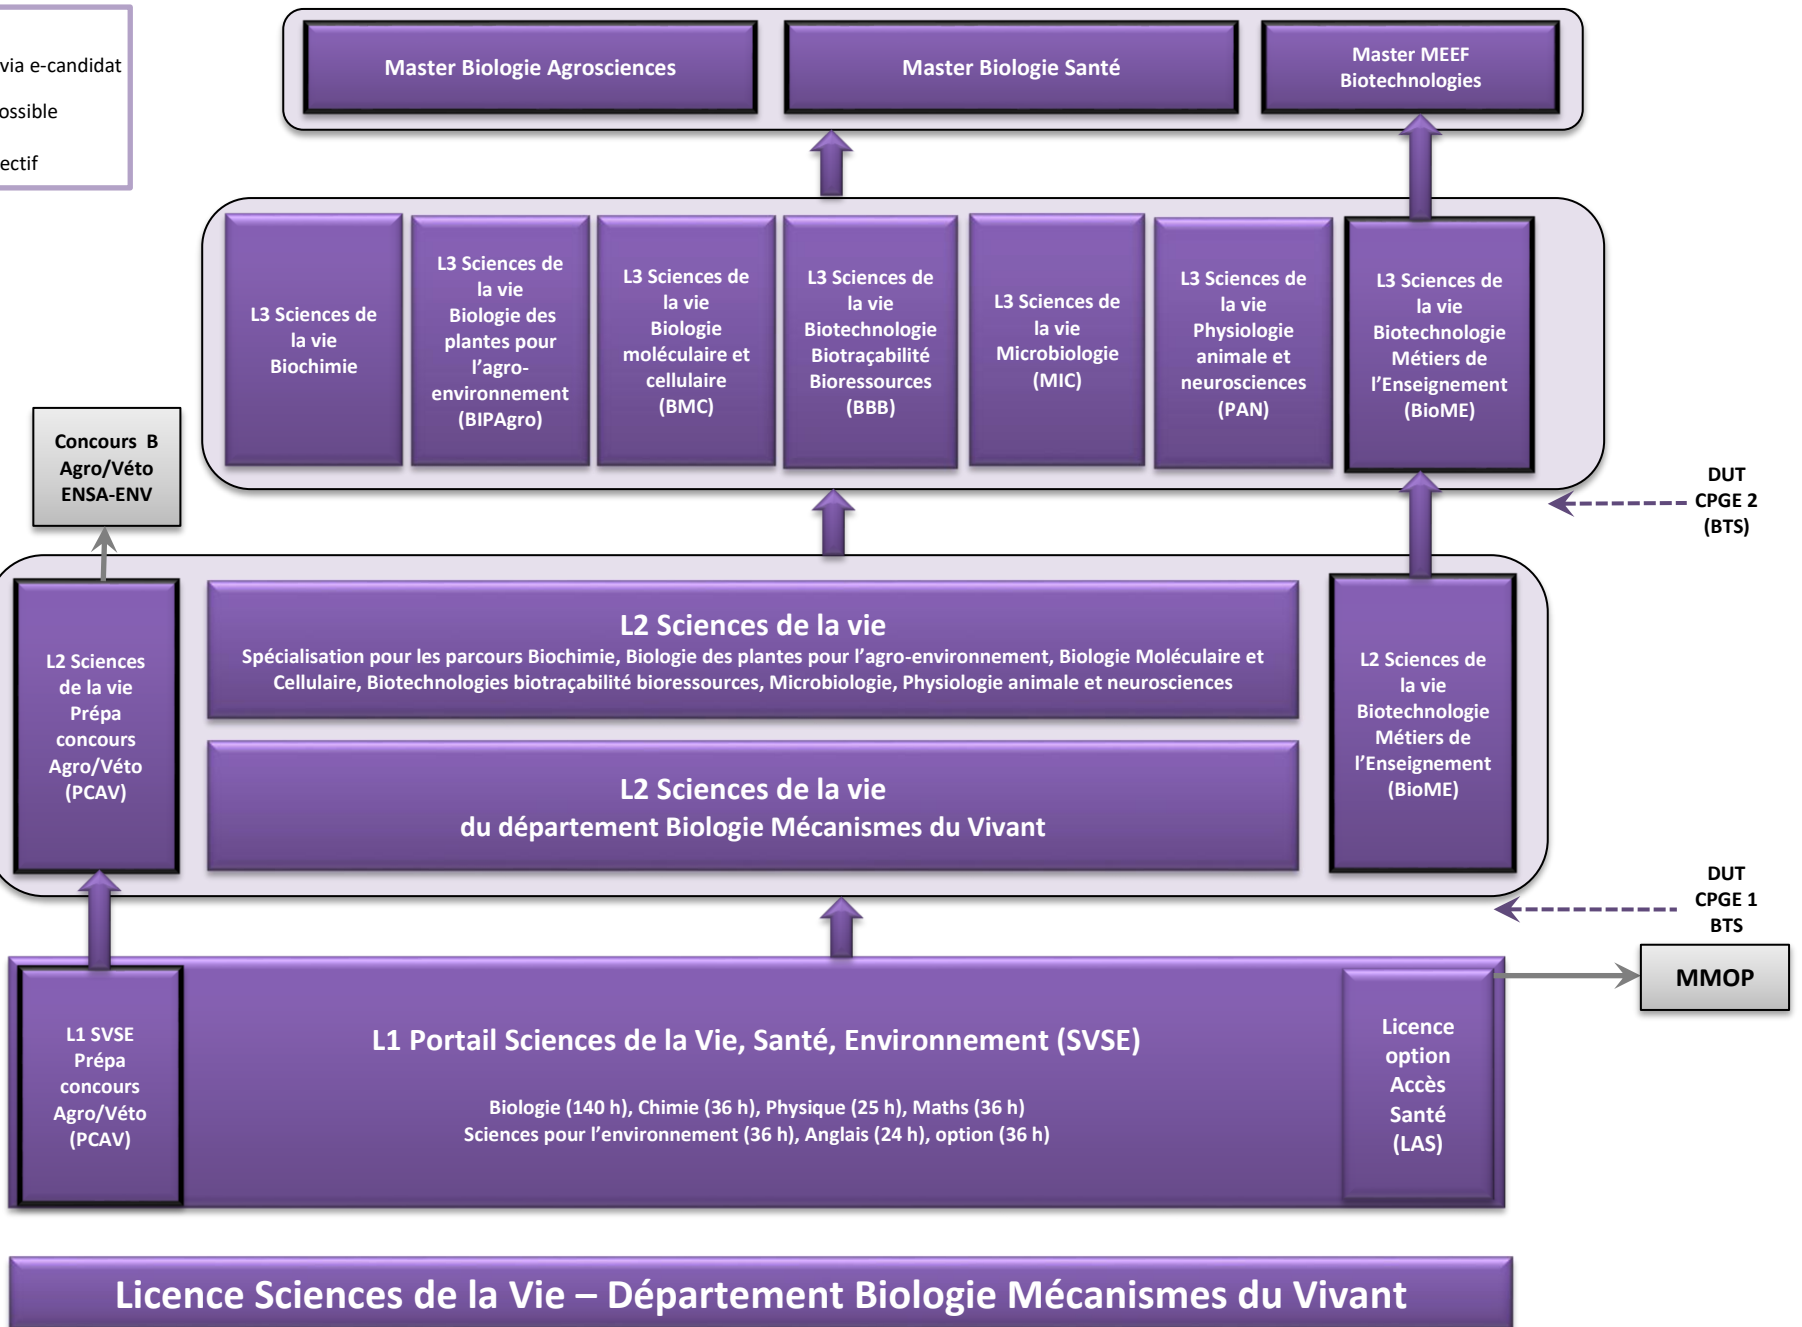 via e-candidat
ossible
ectif
Master Biologie Agrosciences
Master Biologie Santé
Master MEEF
Biotechnologies
L3 Sciences de
la vie
Biochimie
L3 Sciences de
la vie
Biologie des
plantes pour
l’agro-
environnement
(BIPAgro)
L3 Sciences de
la vie
Biologie
moléculaire et
cellulaire
(BMC)
L3 Sciences de
la vie
Biotechnologie
Biotraçabilité
Bioressources
(BBB)
L3 Sciences de
la vie
Microbiologie
(MIC)
L3 Sciences de
la vie
Physiologie
animale et
neurosciences
(PAN)
L3 Sciences de
la vie
Biotechnologie
Métiers de
l’Enseignement
(BioME)
Concours B
Agro/Véto
ENSA-ENV
DUT
CPGE 2
(BTS)
L2 Sciences
de la vie
Prépa
concours
Agro/Véto
(PCAV)
L2 Sciences de la vie
Spécialisation pour les parcours Biochimie, Biologie des plantes pour l’agro-environnement, Biologie Moléculaire et
Cellulaire, Biotechnologies biotraçabilité bioressources, Microbiologie, Physiologie animale et neurosciences
L2 Sciences de la vie
du département Biologie Mécanismes du Vivant
L2 Sciences de
la vie
Biotechnologie
Métiers de
l’Enseignement
(BioME)
DUT
CPGE 1
BTS
MMOP
L1 SVSE
Prépa
concours
Agro/Véto
(PCAV)
L1 Portail Sciences de la Vie, Santé, Environnement (SVSE)
Biologie (140 h), Chimie (36 h), Physique (25 h), Maths (36 h)
Sciences pour l’environnement (36 h), Anglais (24 h), option (36 h)
Licence
option
Accès
Santé
(LAS)
Licence Sciences de la Vie – Département Biologie Mécanismes du Vivant